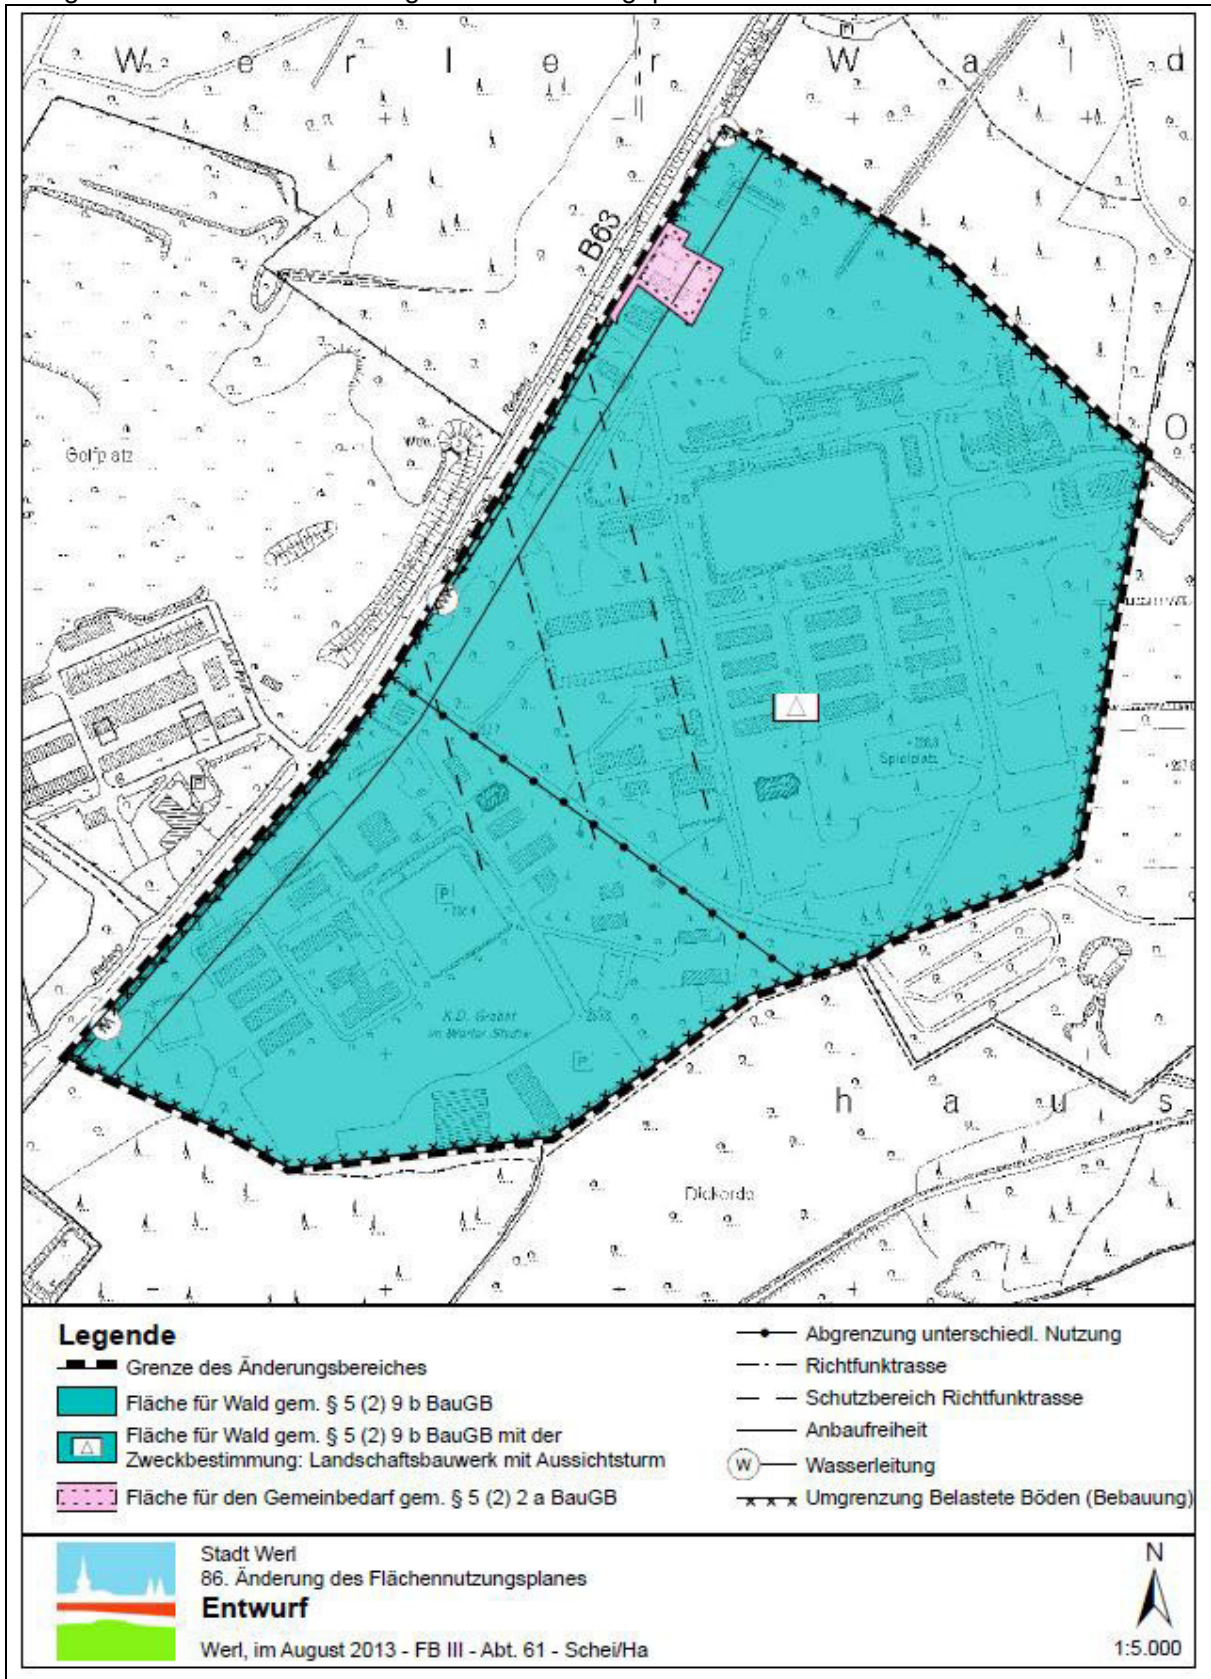 W e r l e r W a l d
B63
Golfplatz
O
Spielplatz
P
P
P
P
W
W
h a u s
Legende
Grenze des Änderungsbereiches
Fläche für Wald gem. § 5 (2) 9 b BauGB
Fläche für Wald gem. § 5 (2) 9 b BauGB mit der
Zweckbestimmung: Landschaftsbauwerk mit Aussichtsturm
Fläche für den Gemeinbedarf gem. § 5 (2) 2 a BauGB
Abgrenzung unterschiedl. Nutzung
Richtfunktrasse
Schutzbereich Richtfunktrasse
Anbaufreiheit
W Wasserleitung
Umgrenzung Belastete Böden (Bebauung)
Stadt Werl
86. Änderung des Flächennutzungsplanes
Entwurf
Werl, im August 2013 - FB III - Abt. 61 - Schei/Ha
N
1:5.000